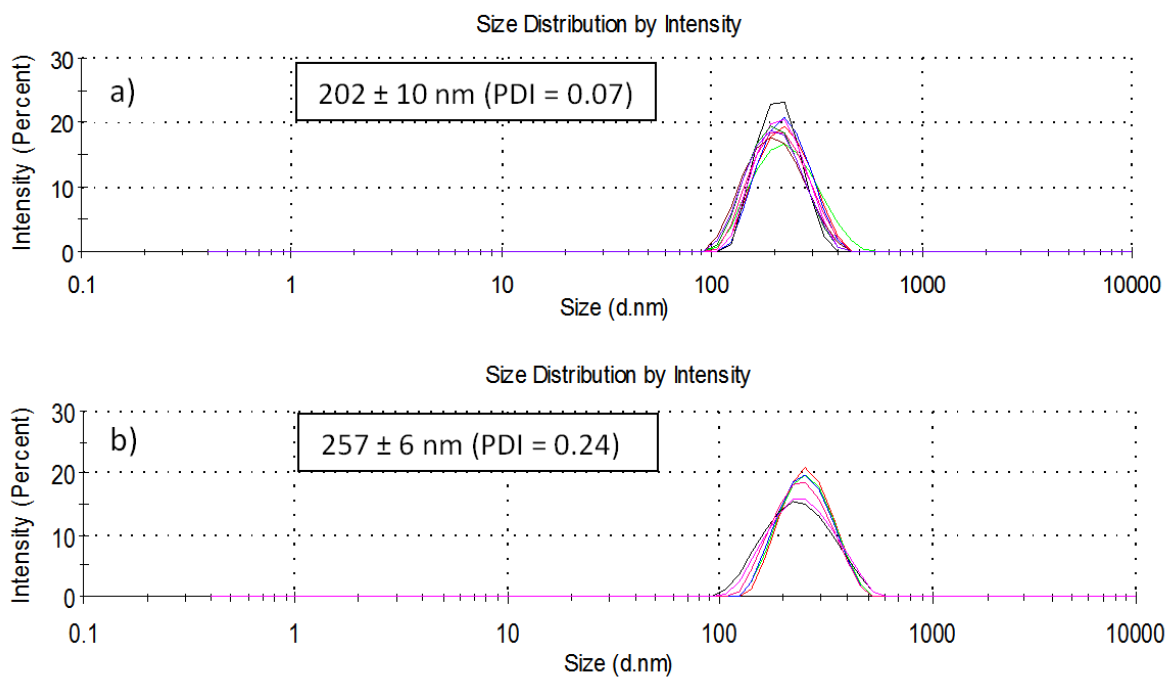 Size Distribution by Intensity
a)
202 ± 10 nm (PDI = 0.07)
Intensity (Percent)
30
20
10
0
0.1 1 10 100 1000 10000
Size (d.nm)
Size Distribution by Intensity
b)
257 ± 6 nm (PDI = 0.24)
Intensity (Percent)
30
20
10
0
0.1 1 10 100 1000 10000
Size (d.nm)